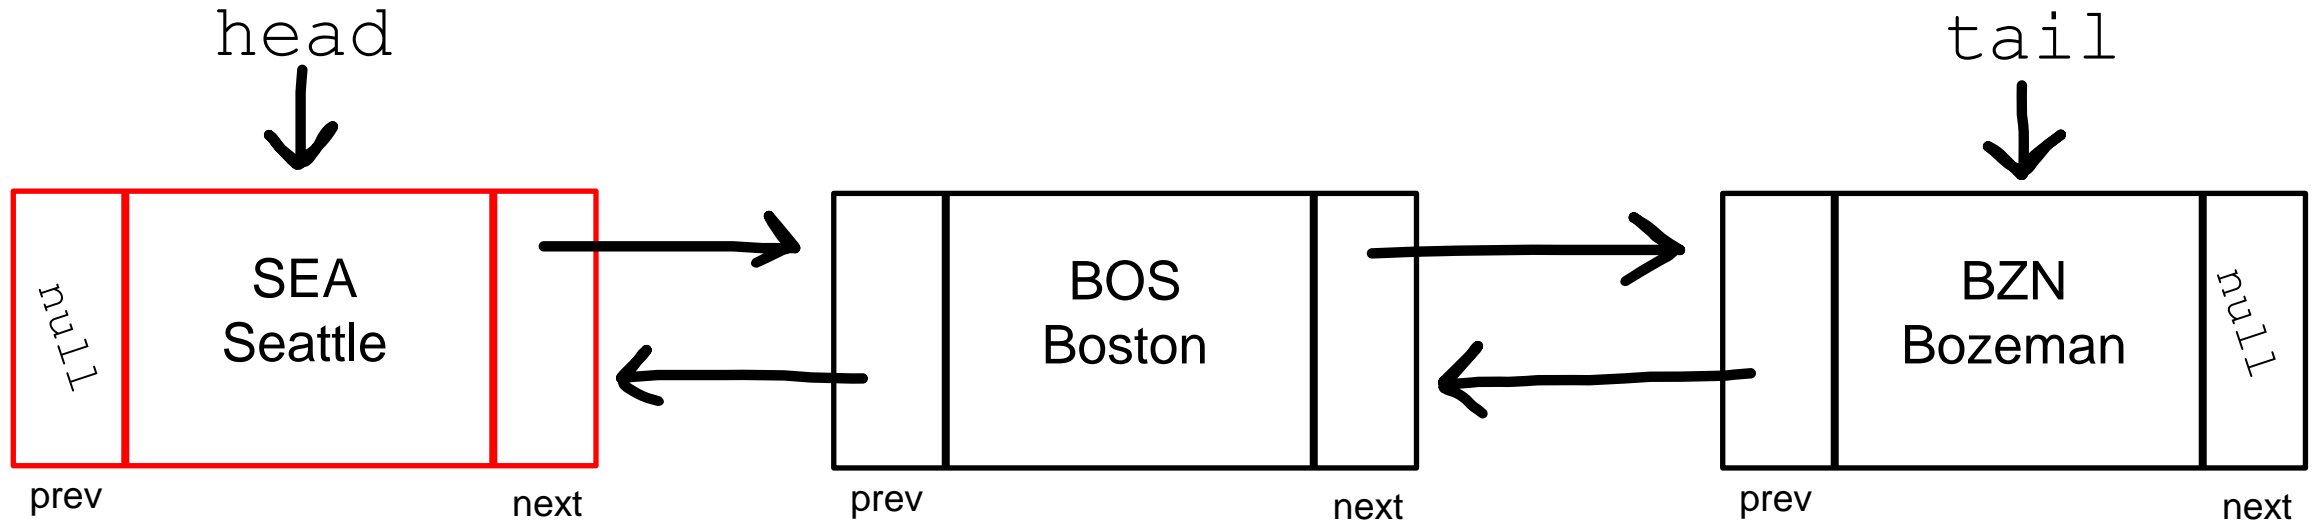 head
tail
null
SEA
Seattle
BOS
Boston
BZN
Bozeman
null
prev
next
prev
next
prev
next